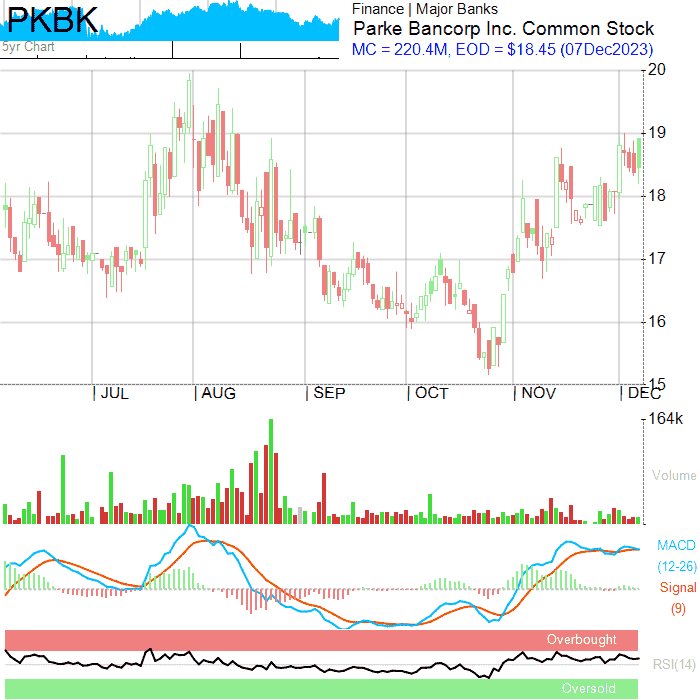 PKBK
5yr Chart
Finance | Major Banks
Parke Bancorp Inc. Common Stock
MC = 220.4M, EOD = $18.45 (07Dec2023)
20
19
18
17
16
15
JUL AUG SEP OCT NOV DEC
164k
Volume
MACD
(12-26)
Signal
(9)
Overbought
RSI(14)
Oversold